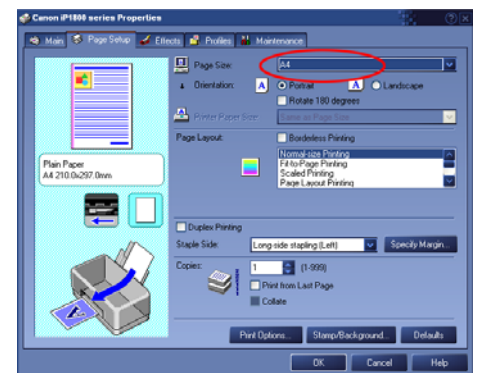 Canon iP1800 series Properties
Main Page Setup Effects Profiles Maintenance
Page Size: A4
Orientation: A Portrait A Landscape
Rotate 180 degrees
Printer Paper Size: Same as Page Size
Page Layout: Borderless Printing
Normal-size Printing
Fit-to-Page Printing
Scaled Printing
Page Layout Printing
Plain Paper
A4 210.0x297.0mm
Duplex Printing
Staple Side: Long-side stapling (Left) Specify Margin...
Copies: 1 (1-999)
Print from Last Page
Collate
Print Options... Stamp/Background... Defaults
OK Cancel Help